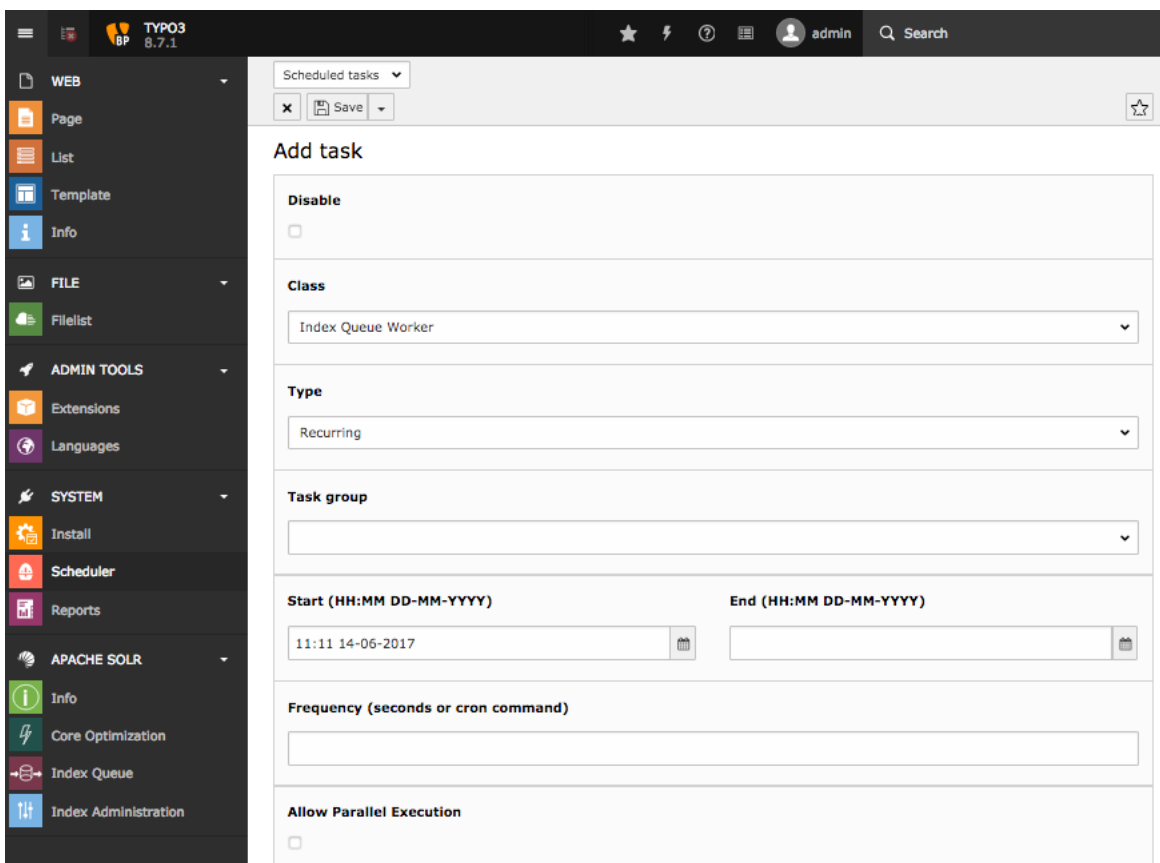 TYPO3
BP
8.7.1
admin
Search
WEB
Page
List
Template
Info
FILE
Filelist
ADMIN TOOLS
Extensions
Languages
SYSTEM
Install
Scheduler
Reports
APACHE SOLR
Info
Core Optimization
Index Queue
Index Administration
Scheduled tasks
Save
Add task
Disable
Class
Index Queue Worker
Type
Recurring
Task group
Start (HH:MM DD-MM-YYYY)
End (HH:MM DD-MM-YYYY)
11:11 14-06-2017
Frequency (seconds or cron command)
Allow Parallel Execution